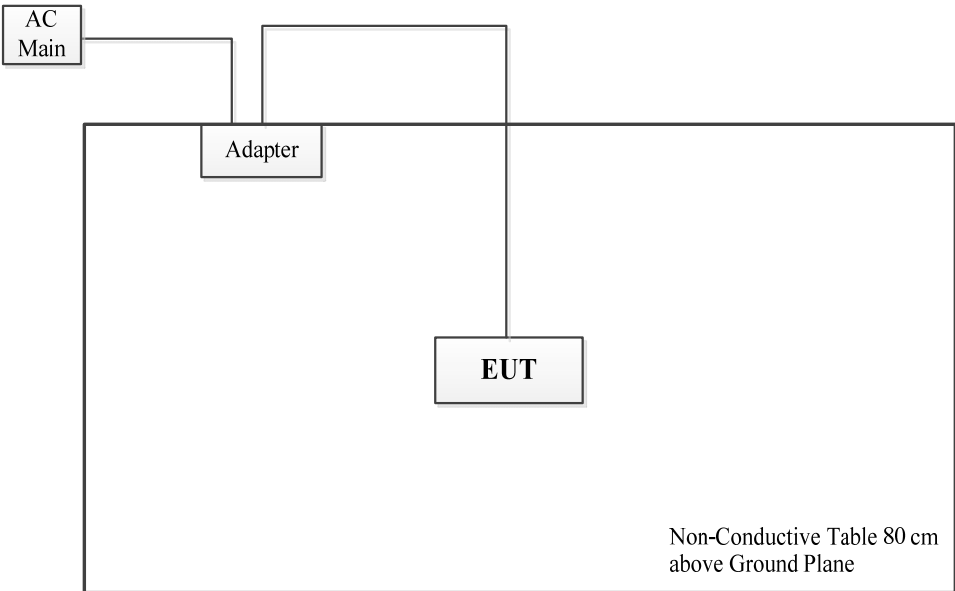 AC
Main
Adapter
EUT
Non-Conductive Table 80 cm
above Ground Plane